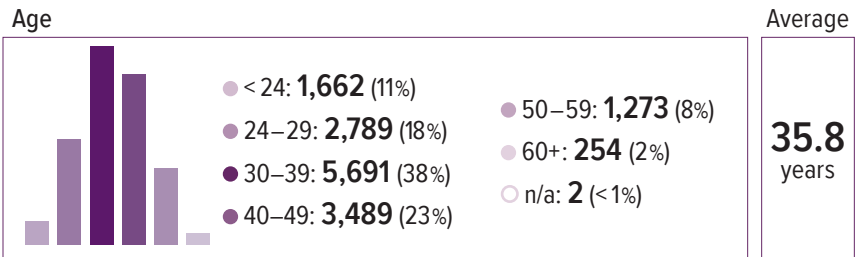 Age
< 24: 1,662 (11%)
24–29: 2,789 (18%)
30–39: 5,691 (38%)
40–49: 3,489 (23%)
50–59: 1,273 (8%)
60+: 254 (2%)
n/a: 2 (<1%)
Average
35.8
years